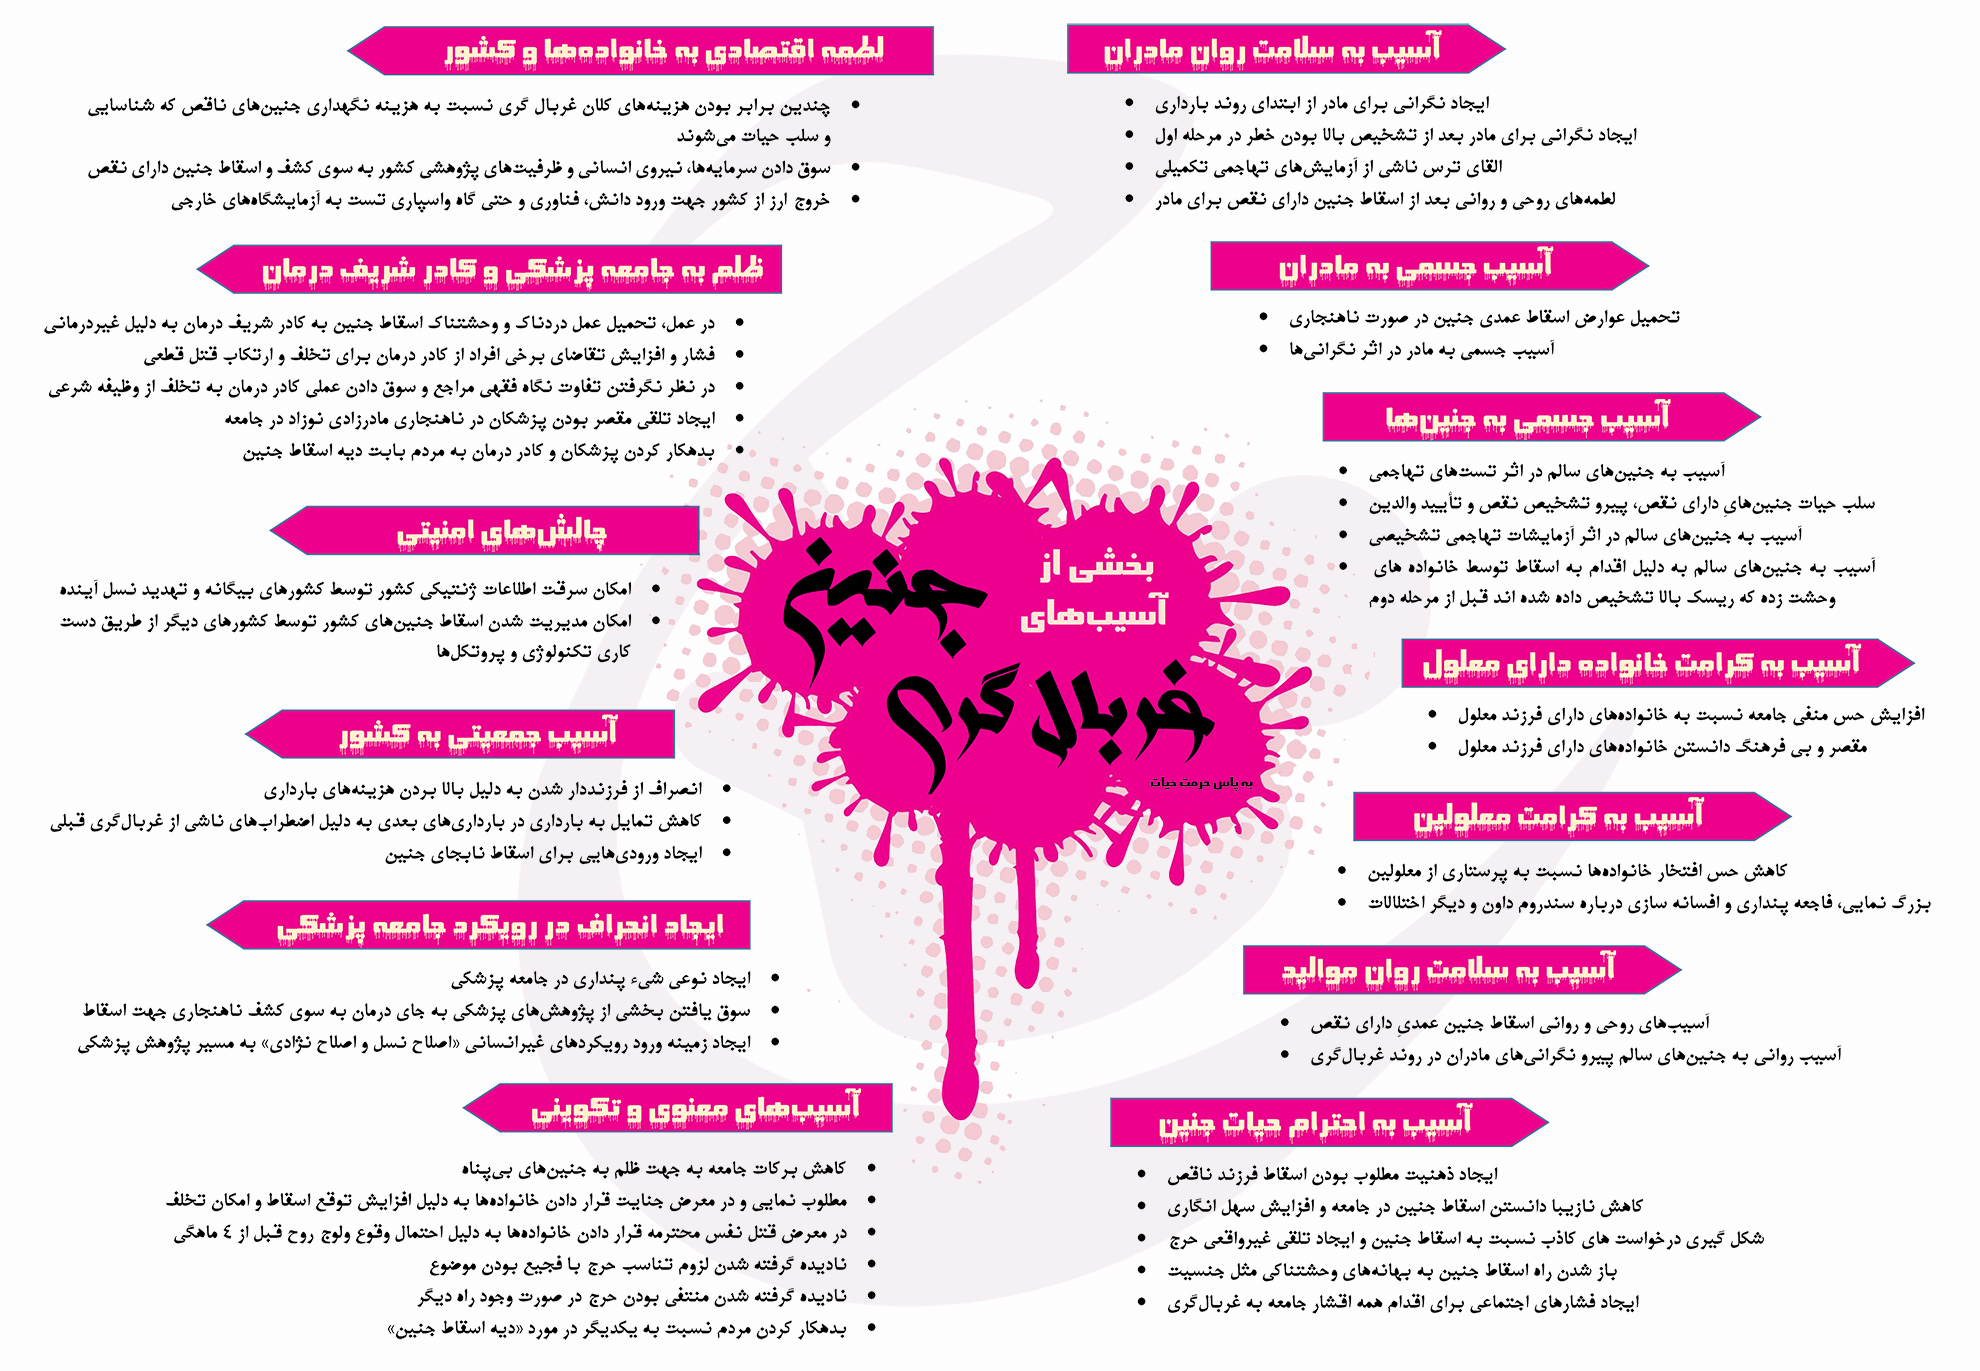 بخشی از
آسیب‌های
غربال گری
جنینی
به پاس حرمت حیات
آسیب به سلامت روان مادران
• ایجاد نگرانی برای مادر از ابتدای روند بارداری
• ایجاد نگرانی برای مادر بعد از تشخیص بالا بودن خطر در مرحله اول
• القای ترس ناشی از آزمایش‌های تهاجمی تکمیلی
• لطمه‌های روحی و روانی بعد از اسقاط جنین دارای نقص برای مادر
آسیب جسمی به مادران
• تحمیل عوارض اسقاط عمدی جنین در صورت ناهنجاری
• آسیب جسمی به مادر در اثر نگرانی‌ها
آسیب جسمی به جنین‌ها
• آسیب به جنین‌های سالم در اثر تست‌های تهاجمی
• سلب حیات جنین‌هایِ دارای نقص، پیرو تشخیص نقص و تأیید والدین
• آسیب به جنین‌های سالم در اثر آزمایشات تهاجمی تشخیصی
• آسیب به جنین‌های سالم به دلیل اقدام به اسقاط توسط خانواده های
وحشت زده که ریسک بالا تشخیص داده شده اند قبل از مرحله دوم
آسیب به کرامت خانواده دارای معلول
• افزایش حس منفی جامعه نسبت به خانواده‌های دارای فرزند معلول
• مقصر و بی فرهنگ دانستن خانواده‌های دارای فرزند معلول
آسیب به کرامت معلولین
• کاهش حس افتخار خانواده‌ها نسبت به پرستاری از معلولین
• بزرگ نمایی، فاجعه پنداری و افسانه سازی درباره سندروم داون و دیگر اختلالات
آسیب به سلامت روان موالید
• آسیب‌های روحی و روانی اسقاط جنین عمدیِ دارای نقص
• آسیب روانی به جنین‌های سالم پیرو نگرانی‌های مادران در روند غربال‌گری
آسیب به احترام حیات جنین
• ایجاد ذهنیت مطلوب بودن اسقاط فرزند ناقص
• کاهش نازیبا دانستن اسقاط جنین در جامعه و افزایش سهل انگاری
• شکل گیری درخواست های کاذب نسبت به اسقاط جنین و ایجاد تلقی غیرواقعی حرج
• باز شدن راه اسقاط جنین به بهانه‌های وحشتناکی مثل جنسیت
• ایجاد فشارهای اجتماعی برای اقدام همه اقشار جامعه به غربال‌گری
لطمه اقتصادی به خانواده‌ها و کشور
• چندین برابر بودن هزینه‌های کلان غربال گری نسبت به هزینه نگهداری جنین‌های ناقص که شناسایی
و سلب حیات می‌شوند
• سوق دادن سرمایه‌ها، نیروی انسانی و ظرفیت‌های پژوهشی کشور به سوی کشف و اسقاط جنین دارای نقص
• خروج ارز از کشور جهت ورود دانش، فناوری و حتی گاه واسپاری تست به آزمایشگاه‌های خارجی
ظلم به جامعه پزشکی و کادر شریف درمان
• در عمل، تحمیل عمل دردناک و وحشتناک اسقاط جنین به کادر شریف درمان به دلیل غیردرمانی
• فشار و افزایش تقاضای برخی افراد از کادر درمان برای تخلف و ارتکاب قتل قطعی
• در نظر نگرفتن تفاوت نگاه فقهی مراجع و سوق دادن عملی کادر درمان به تخلف از وظیفه شرعی
• ایجاد تلقی مقصر بودن پزشکان در ناهنجاری مادرزادی نوزاد در جامعه
• بدهکار کردن پزشکان و کادر درمان به مردم بابت دیه اسقاط جنین
چالش‌های امنیتی
• امکان سرقت اطلاعات ژنتیکی کشور توسط کشورهای بیگانه و تهدید نسل آینده
• امکان مدیریت شدن اسقاط جنین‌های کشور توسط کشورهای دیگر از طریق دست
کاری تکنولوژی و پروتکل‌ها
آسیب جمعیتی به کشور
• انصراف از فرزنددار شدن به دلیل بالا بردن هزینه‌های بارداری
• کاهش تمایل به بارداری در بارداری‌های بعدی به دلیل اضطراب‌های ناشی از غربال‌گری قبلی
• ایجاد ورودی‌هایی برای اسقاط نابجای جنین
ایجاد انحراف در رویکرد جامعه پزشکی
• ایجاد نوعی شیء پنداری در جامعه پزشکی
• سوق یافتن بخشی از پژوهش‌های پزشکی به جای درمان به سوی کشف ناهنجاری جهت اسقاط
• ایجاد زمینه ورود رویکردهای غیرانسانی «اصلاح نسل و اصلاح نژادی» به مسیر پژوهش پزشکی
آسیب‌های معنوی و تکوینی
• کاهش برکات جامعه به جهت ظلم به جنین‌های بی‌پناه
• مطلوب نمایی و در معرض جنایت قرار دادن خانواده‌ها به دلیل افزایش توقع اسقاط و امکان تخلف
• در معرض قتل نفس محترمه قرار دادن خانواده‌ها به دلیل احتمال وقوع ولوج روح قبل از ٤ ماهگی
• نادیده گرفته شدن لزوم تناسب حرج با فجیع بودن موضوع
• نادیده گرفته شدن منتفی بودن حرج در صورت وجود راه دیگر
• بدهکار کردن مردم نسبت به یکدیگر در مورد «دیه اسقاط جنین»